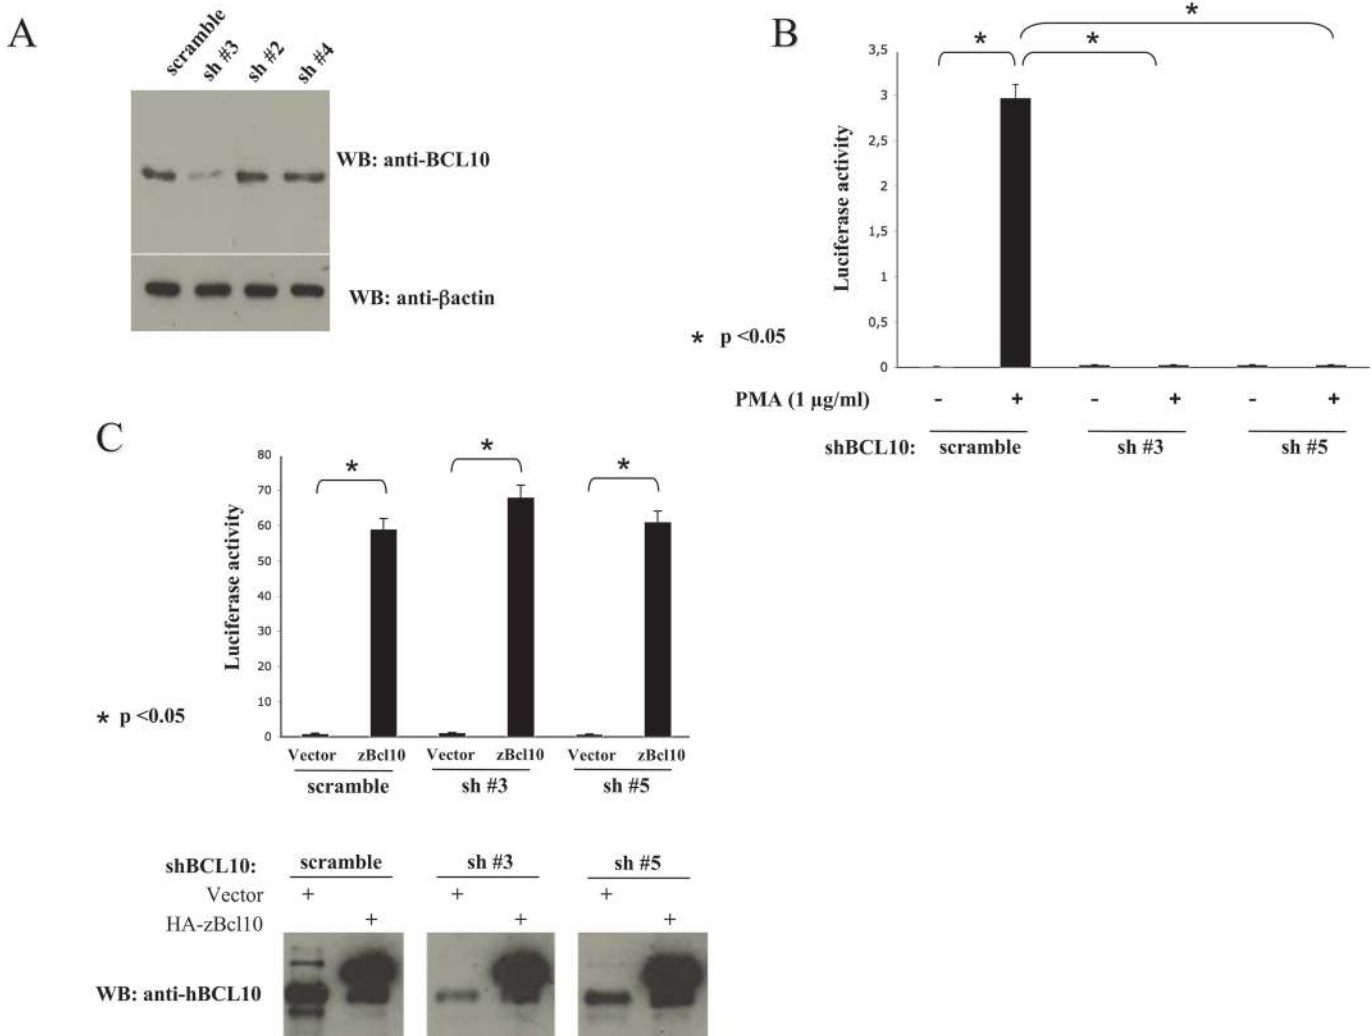 A
scramble
sh #3
sh #2
sh #4
WB: anti-BCL10
WB: anti-βactin
B
*
* *
3,5
3
2,5
2
1,5
1
0,5
0
Luciferase activity
* p <0.05
PMA (1 µg/ml) - + - + - +
shBCL10: scramble sh #3 sh #5
C
* * *
80
70
60
50
40
30
20
10
0
Luciferase activity
* p <0.05
Vector zBcl10 Vector zBcl10 Vector zBcl10
scramble sh #3 sh #5
shBCL10: scramble sh #3 sh #5
Vector + + +
HA-zBcl10 + + +
WB: anti-hBCL10